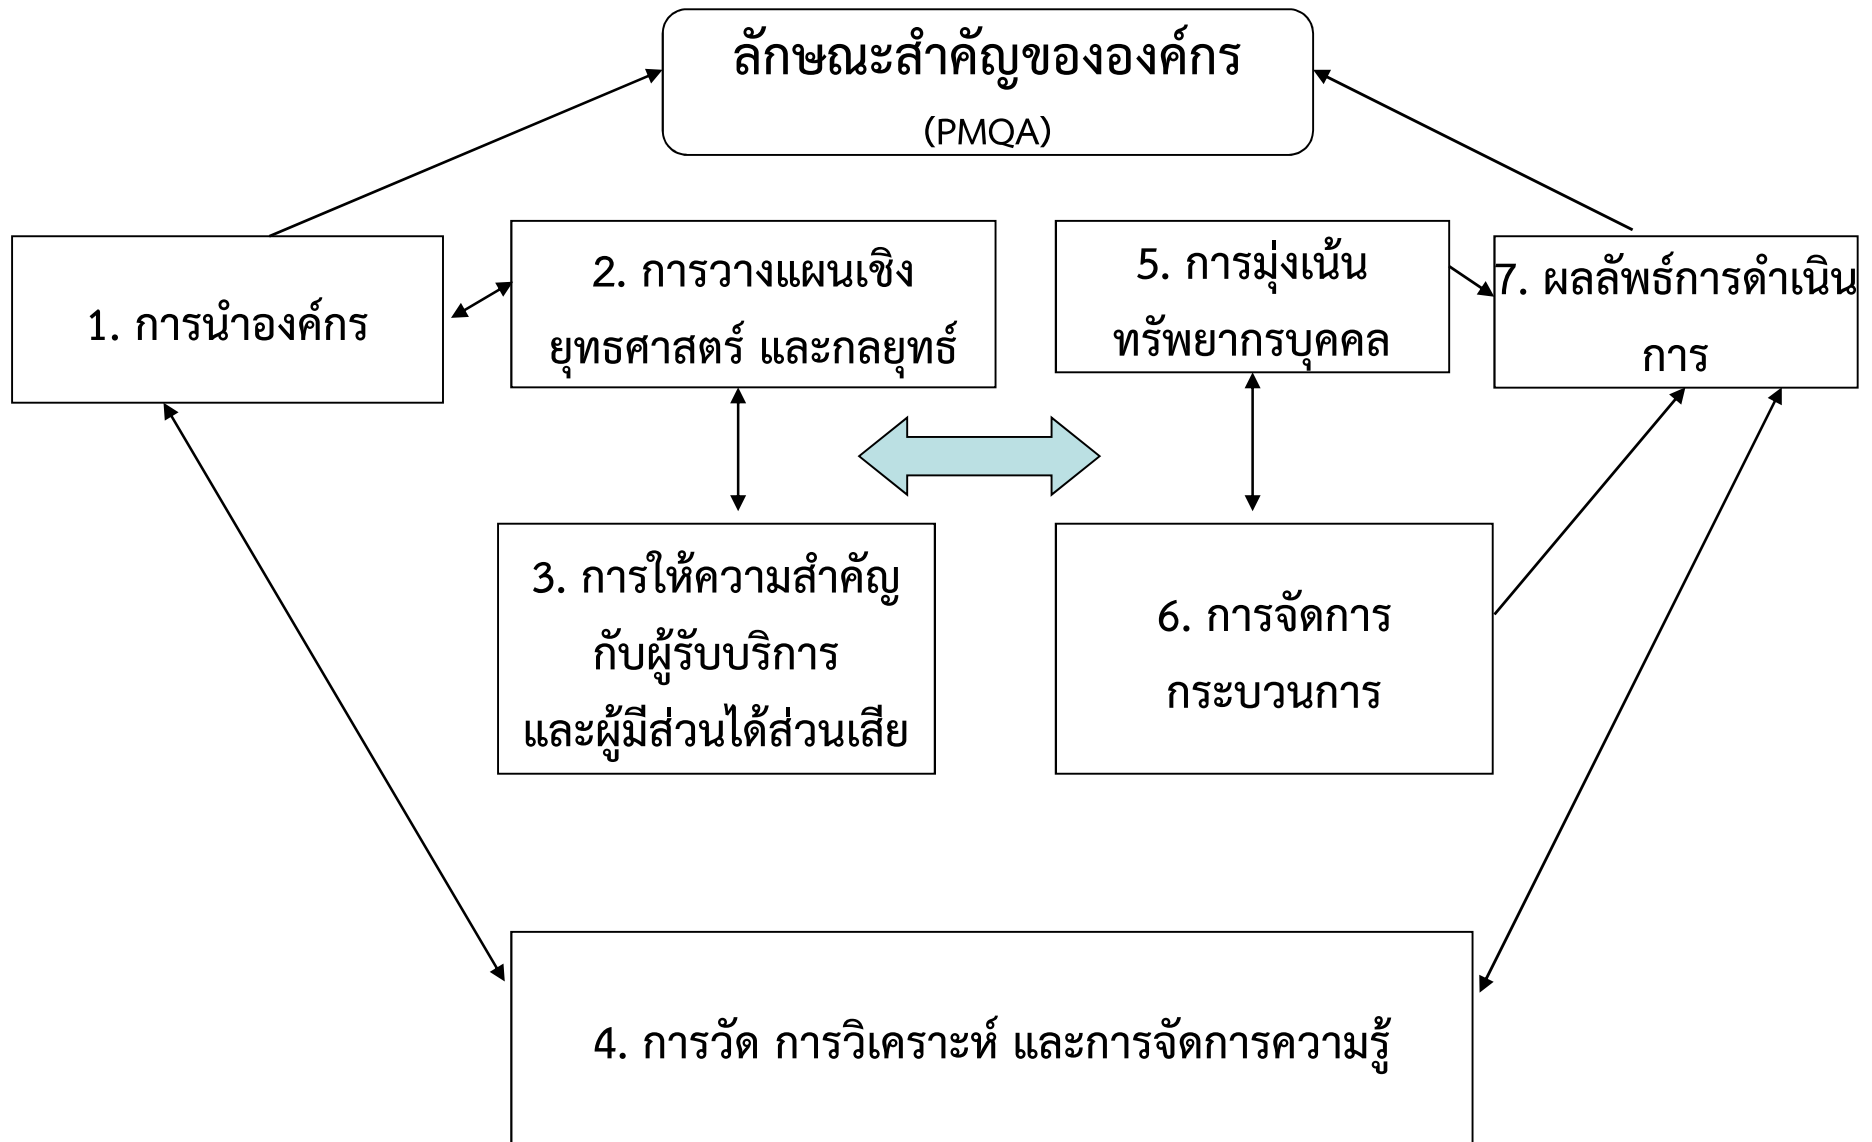 ลักษณะสำคัญขององค์กร
(PMQA)
1. การนำองค์กร
2. การวางแผนเชิง
ยุทธศาสตร์ และกลยุทธ์
5. การมุ่งเน้น
ทรัพยากรบุคคล
7. ผลลัพธ์การดำเนิน
การ
3. การให้ความสำคัญ
กับผู้รับบริการ
และผู้มีส่วนได้ส่วนเสีย
6. การจัดการ
กระบวนการ
4. การวัด การวิเคราะห์ และการจัดการความรู้